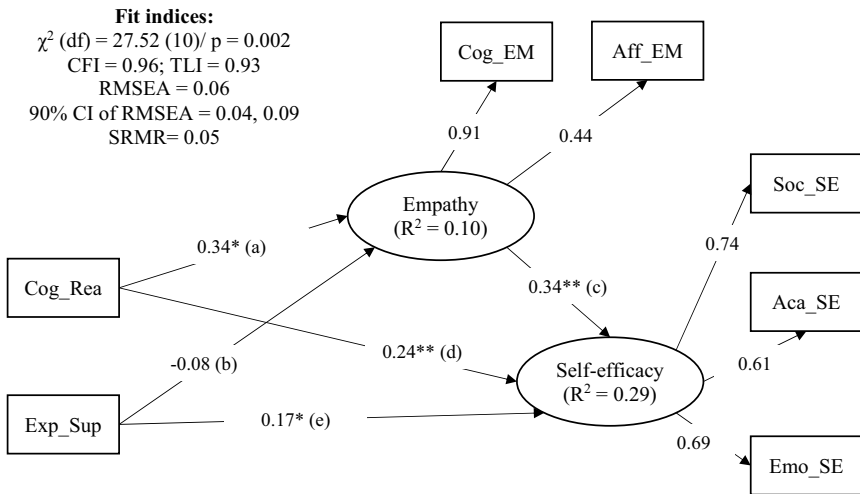 Fit indices:
χ² (df) = 27.52 (10)/ p = 0.002
CFI = 0.96; TLI = 0.93
RMSEA = 0.06
90% CI of RMSEA = 0.04, 0.09
SRMR= 0.05
Cog_EM
Aff_EM
0.91
0.44
Soc_SE
Empathy
(R² = 0.10)
0.34* (a)
0.74
Cog_Rea
0.34** (c)
Aca_SE
0.24** (d)
-0.08 (b)
Self-efficacy
(R² = 0.29)
0.61
Exp_Sup
0.17* (e)
0.69
Emo_SE